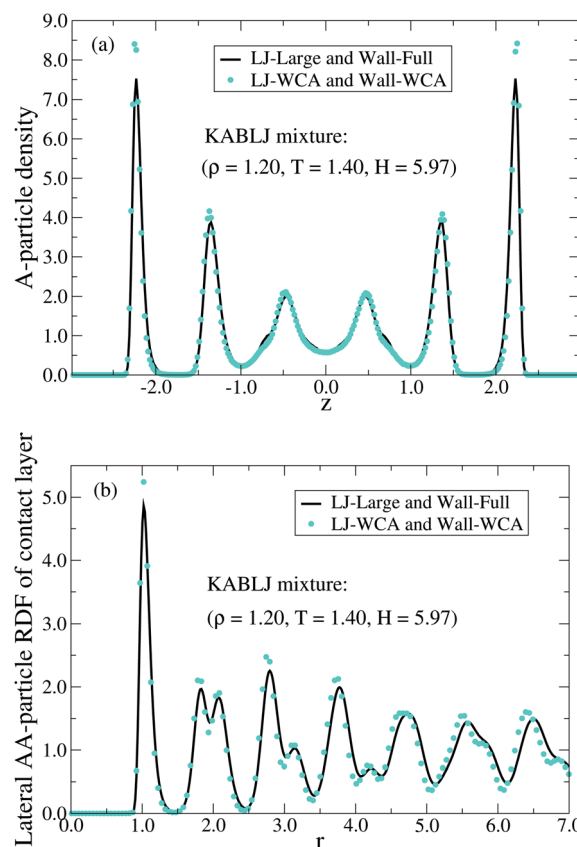 9.0
(a)
LJ-Large and Wall-Full
8.0
LJ-WCA and Wall-WCA
7.0
6.0
KABLJ mixture:
(ρ = 1.20, T = 1.40, H = 5.97)
5.0
4.0
3.0
2.0
1.0
0.0
A-particle density
-2.0 -1.0 0.0 1.0 2.0
z
(b)
LJ-Large and Wall-Full
5.0
LJ-WCA and Wall-WCA
4.0
KABLJ mixture:
(ρ = 1.20, T = 1.40, H = 5.97)
3.0
2.0
1.0
0.0
Lateral AA-particle RDF of contact layer
0.0 1.0 2.0 3.0 4.0 5.0 6.0 7.0
r